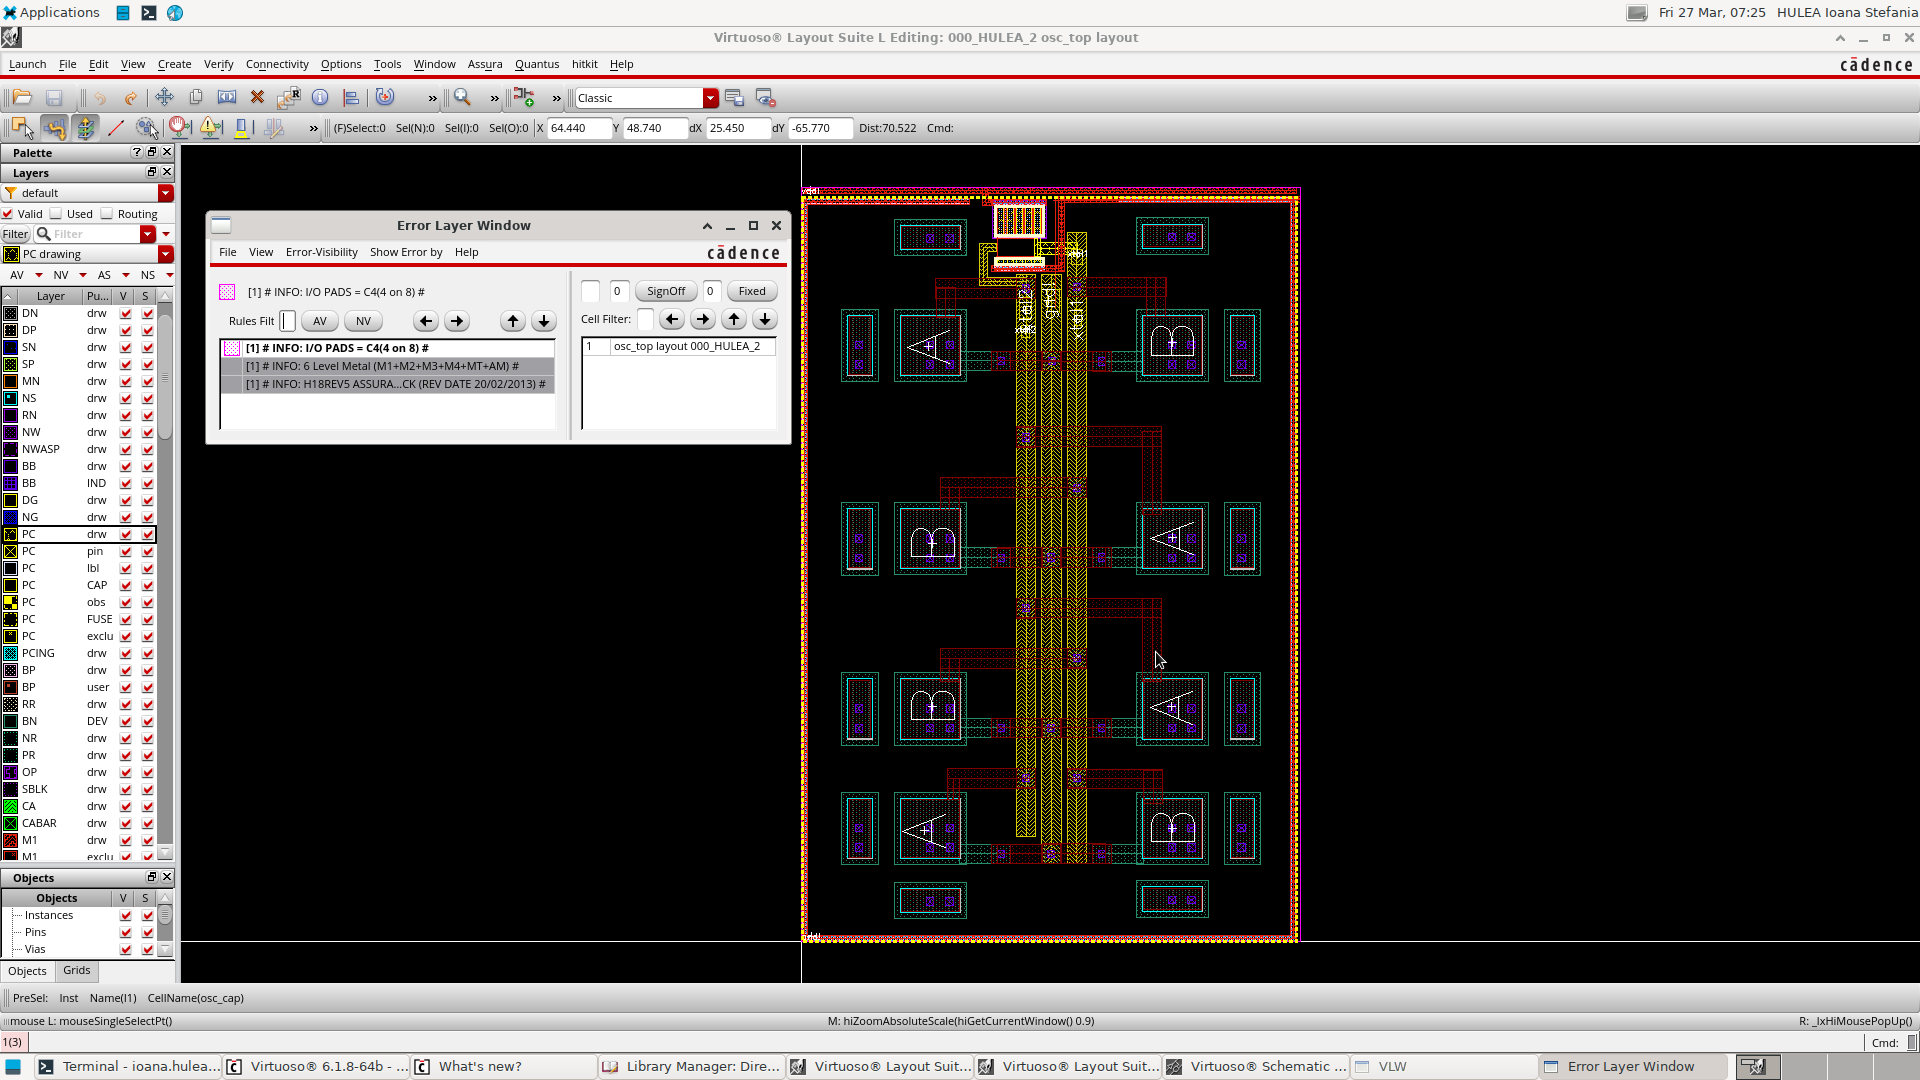 Applications
Fri 27 Mar, 07:25 HULEA Ioana Stefania
Virtuoso® Layout Suite L Editing: 000_HULEA_2 osc_top layout
Launch File Edit View Create Verify Connectivity Options Tools Window Assura Quantus hitkit Help
cādence
» » » Classic
» (F)Select:0 Sel(N):0 Sel(I):0 Sel(O):0 X 64.440 Y 48.740 dX 25.450 dY -65.770 Dist:70.522 Cmd:
Palette
Layers
default
Valid Used Routing
Filter Filter
PC drawing
AV NV AS NS
Layer Pu... V S
DN drw
DP drw
SN drw
SP drw
MN drw
NS drw
RN drw
NW drw
NWASP drw
BB drw
BB IND
DG drw
NG drw
PC drw
PC pin
PC lbl
PC CAP
PC obs
PC FUSE
PC exclu
PCING drw
BP drw
BP user
RR drw
BN DEV
NR drw
PR drw
OP drw
SBLK drw
CA drw
CABAR drw
M1 drw
M1 exclu
Objects
Objects V S
Instances
Pins
Vias
Objects Grids
Error Layer Window
File View Error-Visibility Show Error by Help
cādence
[1] # INFO: I/O PADS = C4(4 on 8) #
0 SignOff 0 Fixed
Rules Filt AV NV
Cell Filter:
[1] # INFO: I/O PADS = C4(4 on 8) #
[1] # INFO: 6 Level Metal (M1+M2+M3+M4+MT+AM) #
[1] # INFO: H18REV5 ASSURA...CK (REV DATE 20/02/2013) #
1 osc_top layout 000_HULEA_2
A B
B A
B A
A B
PreSel: Inst Name(I1) CellName(osc_cap)
mouse L: mouseSingleSelectPt()
M: hiZoomAbsoluteScale(hiGetCurrentWindow() 0.9)
R: _lxHiMousePopUp()
1(3)
Cmd:
Terminal - ioana.hulea...
Virtuoso® 6.1.8-64b - ...
What's new?
Library Manager: Dire...
Virtuoso® Layout Suit...
Virtuoso® Layout Suit...
Virtuoso® Schematic ...
VLW
Error Layer Window